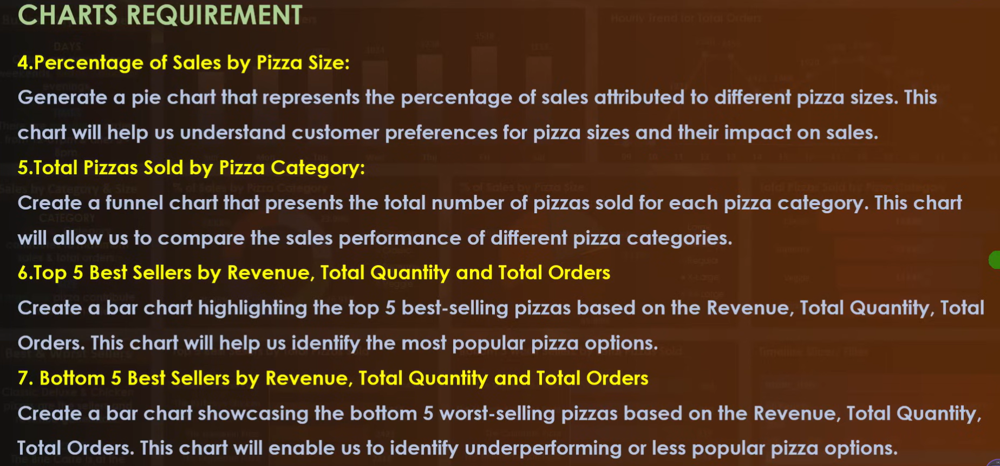 CHARTS REQUIREMENT
4.Percentage of Sales by Pizza Size:
Generate a pie chart that represents the percentage of sales attributed to different pizza sizes. This
chart will help us understand customer preferences for pizza sizes and their impact on sales.
5.Total Pizzas Sold by Pizza Category:
Create a funnel chart that presents the total number of pizzas sold for each pizza category. This chart
will allow us to compare the sales performance of different pizza categories.
6.Top 5 Best Sellers by Revenue, Total Quantity and Total Orders
Create a bar chart highlighting the top 5 best-selling pizzas based on the Revenue, Total Quantity, Total
Orders. This chart will help us identify the most popular pizza options.
7. Bottom 5 Best Sellers by Revenue, Total Quantity and Total Orders
Create a bar chart showcasing the bottom 5 worst-selling pizzas based on the Revenue, Total Quantity,
Total Orders. This chart will enable us to identify underperforming or less popular pizza options.